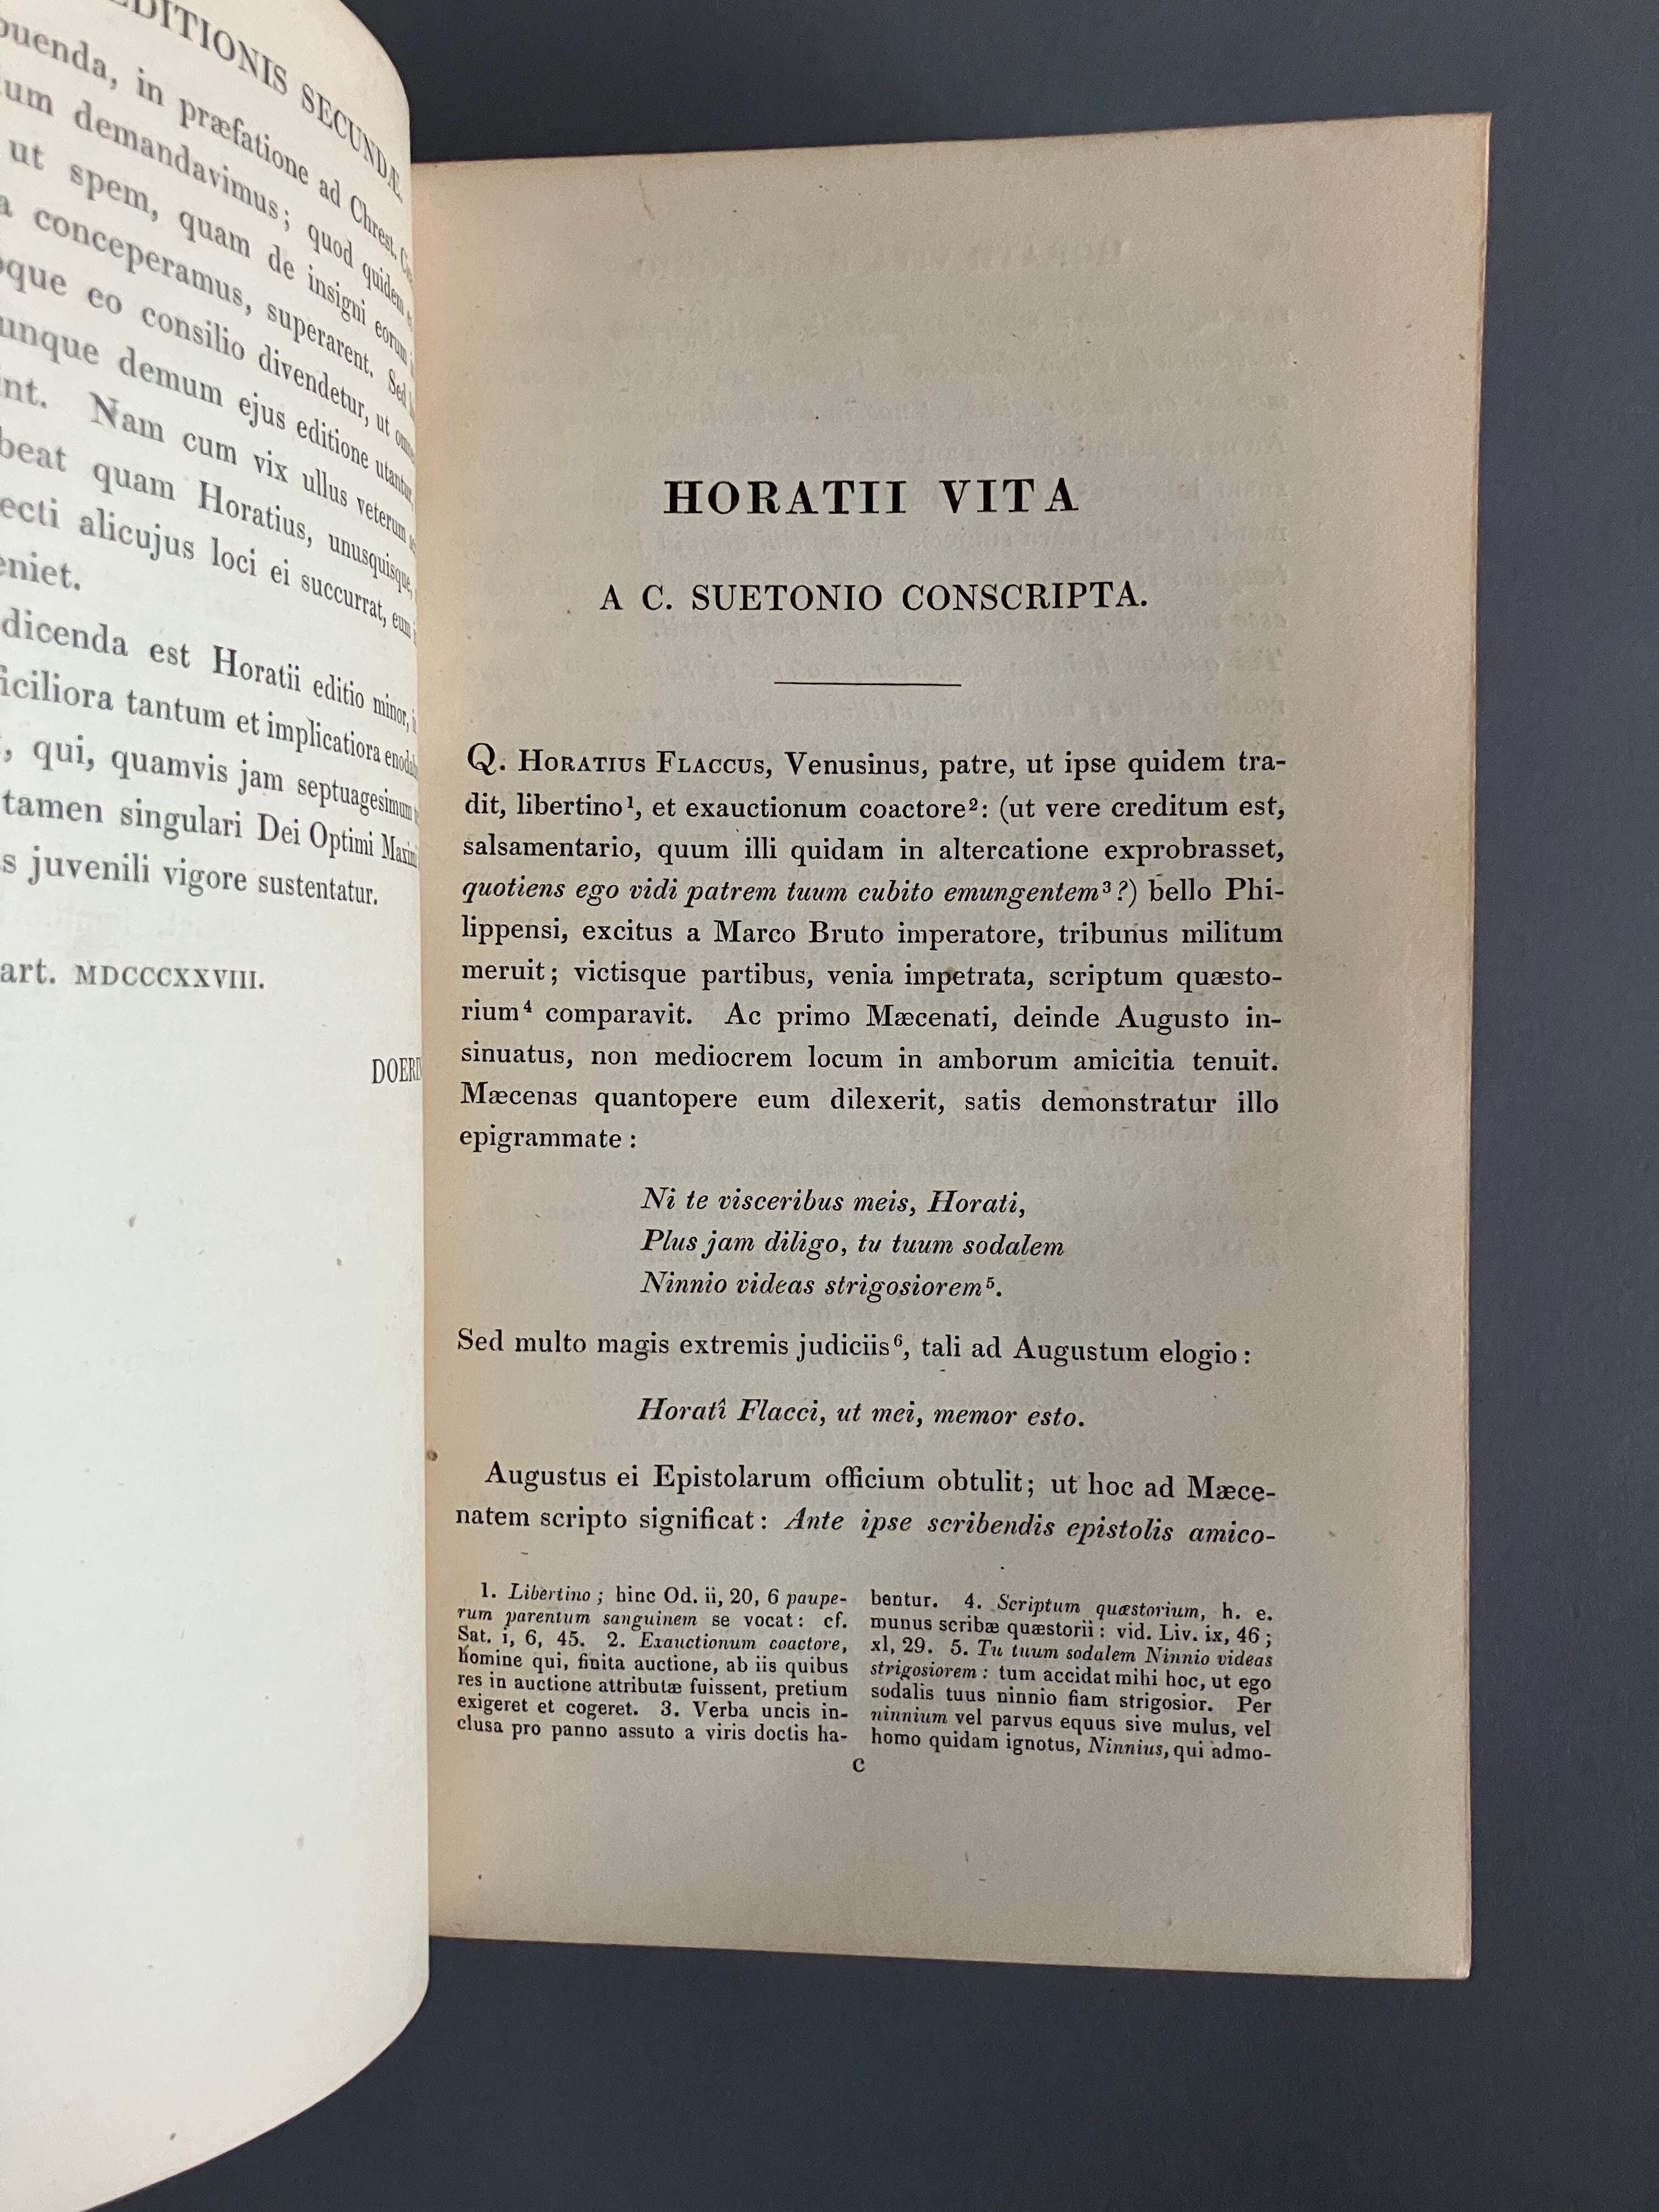 EDITIONIS SECUNDÆ.
in præfatione ad Chrest.
demandavimus; quod quidem
ut spem, quam de insigni eorum
conceperamus, superarent. Sed
eo consilio divendetur, ut
demum ejus editione utantur,
Nam cum vix ullus veterum
quam Horatius, unusquisque,
alicujus loci ei succurrat, eum
dicenda est Horatii editio minor,
tantum et implicatiora
qui, quamvis jam septuagesimum
tamen singulari Dei Optimi
juvenili vigore sustentatur.
MDCCCXXVIII.
HORATII VITA
A C. SUETONIO CONSCRIPTA.
Q. HORATIUS FLACCUS, Venusinus, patre, ut ipse quidem tra-
dit, libertino¹, et exauctionum coactore²: (ut vere creditum est,
salsamentario, quum illi quidam in altercatione exprobrasset,
quotiens ego vidi patrem tuum cubito emungentem³?) bello Phi-
lippensi, excitus a Marco Bruto imperatore, tribunus militum
meruit; victisque partibus, venia impetrata, scriptum quæsto-
rium⁴ comparavit. Ac primo Mæcenati, deinde Augusto in-
sinuatus, non mediocrem locum in amborum amicitia tenuit.
Mæcenas quantopere eum dilexerit, satis demonstratur illo
epigrammate:
Ni te visceribus meis, Horati,
Plus jam diligo, tu tuum sodalem
Ninnio videas strigosiorem⁵.
Sed multo magis extremis judiciis⁶, tali ad Augustum elogio:
Horatî Flacci, ut mei, memor esto.
Augustus ei Epistolarum officium obtulit; ut hoc ad Mæce-
natem scripto significat: Ante ipse scribendis epistolis amico-
1. Libertino; hinc Od. ii, 20, 6 paupe-
rum parentum sanguinem se vocat: cf.
Sat. i, 6, 45. 2. Exauctionum coactore,
homine qui, finita auctione, ab iis quibus
res in auctione attributæ fuissent, pretium
exigeret et cogeret. 3. Verba uncis in-
clusa pro panno assuto a viris doctis ha-
bentur. 4. Scriptum quæstorium, h. e.
munus scribæ quæstorii: vid. Liv. ix, 46;
xl, 29. 5. Tu tuum sodalem Ninnio videas
strigosiorem: tum accidat mihi hoc, ut ego
sodalis tuus ninnio fiam strigosior. Per
ninnium vel parvus equus sive mulus, vel
homo quidam ignotus, Ninnius, qui admo-
c